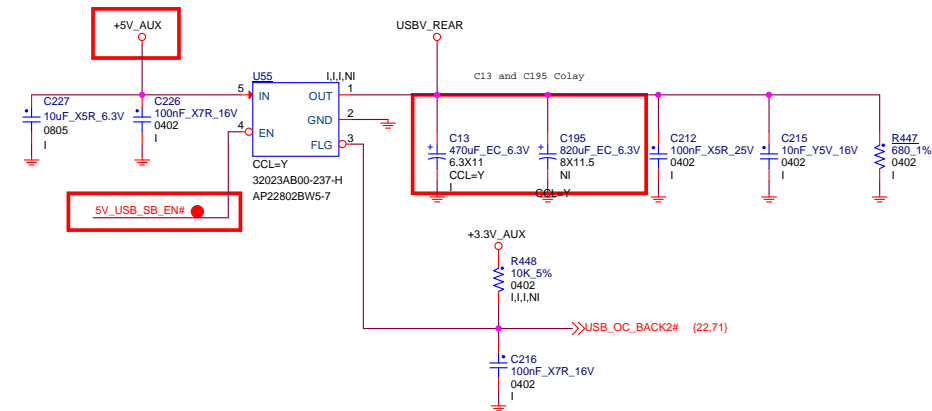 +5V_AUX
USBV_REAR
U55
I,I,I,NI
C13 and C195 Colay
5
IN
OUT
1
GND
2
4
EN
FLG
3
CCL=Y
32023AB00-237-H
AP22802BW5-7
C227
10uF_X5R_6.3V
0805
I
C226
100nF_X7R_16V
0402
I
C13
470uF_EC_6.3V
6.3X11
CCL=Y
I
C195
820uF_EC_6.3V
8X11.5
NI
CCL=Y
C212
100nF_X5R_25V
0402
I
C215
10nF_Y5V_16V
0402
I
R447
680_1%
0402
I
5V_USB_SB_EN#
+3.3V_AUX
R448
10K_5%
0402
I,I,I,NI
USB_OC_BACK2# {22,71}
C216
100nF_X7R_16V
0402
I